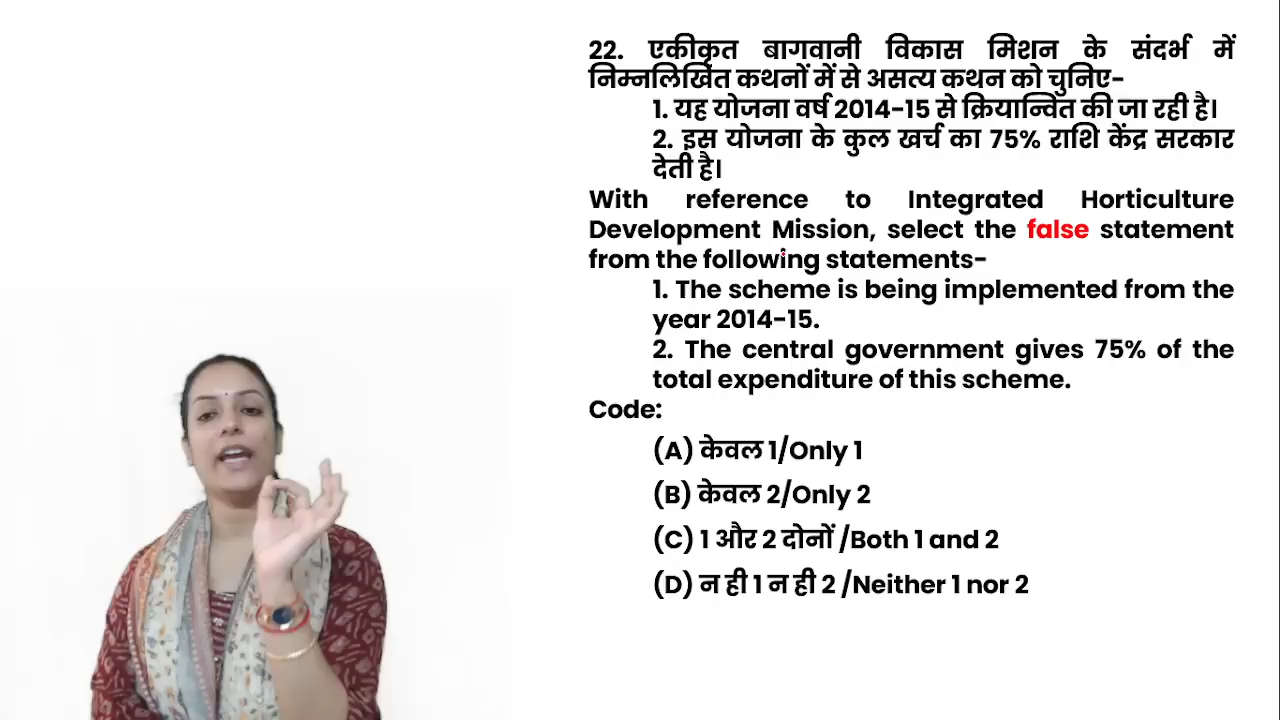 22. एकीकृत बागवानी विकास मिशन के संदर्भ में
निम्नलिखित कथनों में से असत्य कथन को चुनिए-
1. यह योजना वर्ष 2014-15 से क्रियान्वित की जा रही है।
2. इस योजना के कुल खर्च का 75% राशि केंद्र सरकार
देती है।
With reference to Integrated Horticulture
Development Mission, select the false statement
from the following statements-
1. The scheme is being implemented from the
year 2014-15.
2. The central government gives 75% of the
total expenditure of this scheme.
Code:
(A) केवल 1/Only 1
(B) केवल 2/Only 2
(C) 1 और 2 दोनों /Both 1 and 2
(D) न ही 1 न ही 2 /Neither 1 nor 2